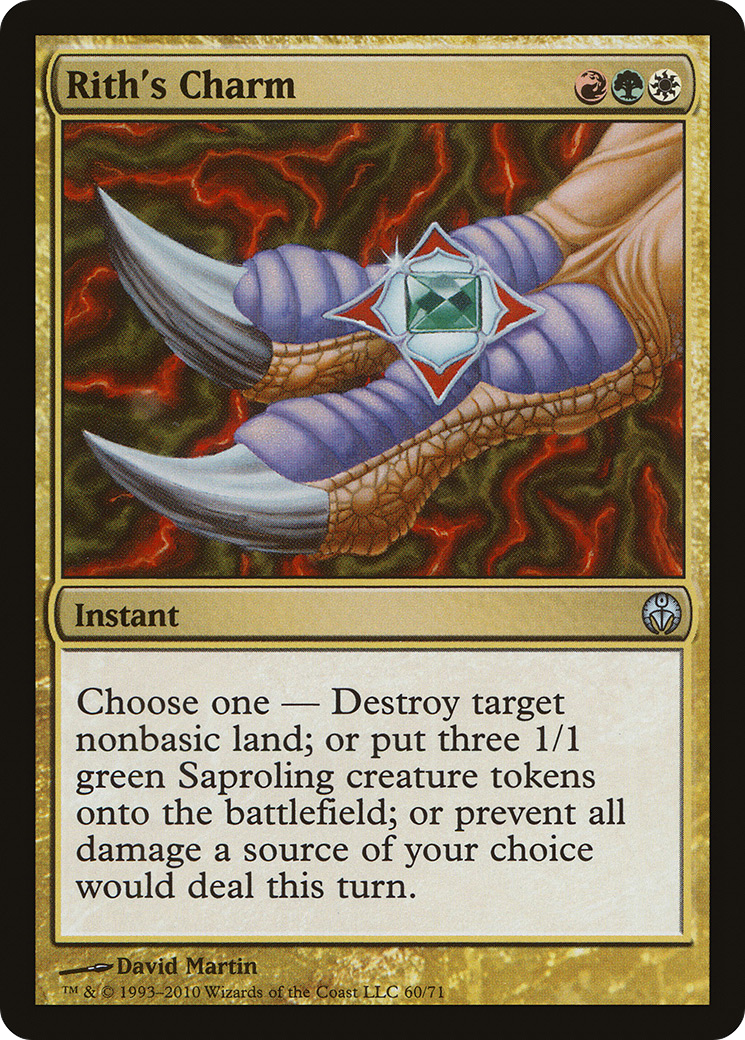 Rith's Charm
Instant
Choose one — Destroy target
nonbasic land; or put three 1/1
green Saproling creature tokens
onto the battlefield; or prevent all
damage a source of your choice
would deal this turn.
David Martin
™ & © 1993–2010 Wizards of the Coast LLC 60/71